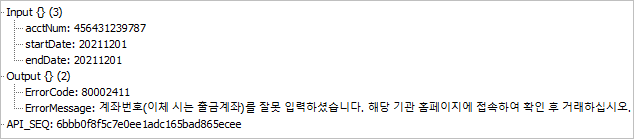 Input {} (3)
acctNum: 456431239787
startDate: 20211201
endDate: 20211201
Output {} (2)
ErrorCode: 80002411
ErrorMessage: 계좌번호(이체 시는 출금계좌)를 잘못 입력하셨습니다. 해당 기관 홈페이지에 접속하여 확인 후 거래하십시오.
API_SEQ: 6bbb0f8f5c7e0ee1adc165bad865ecee